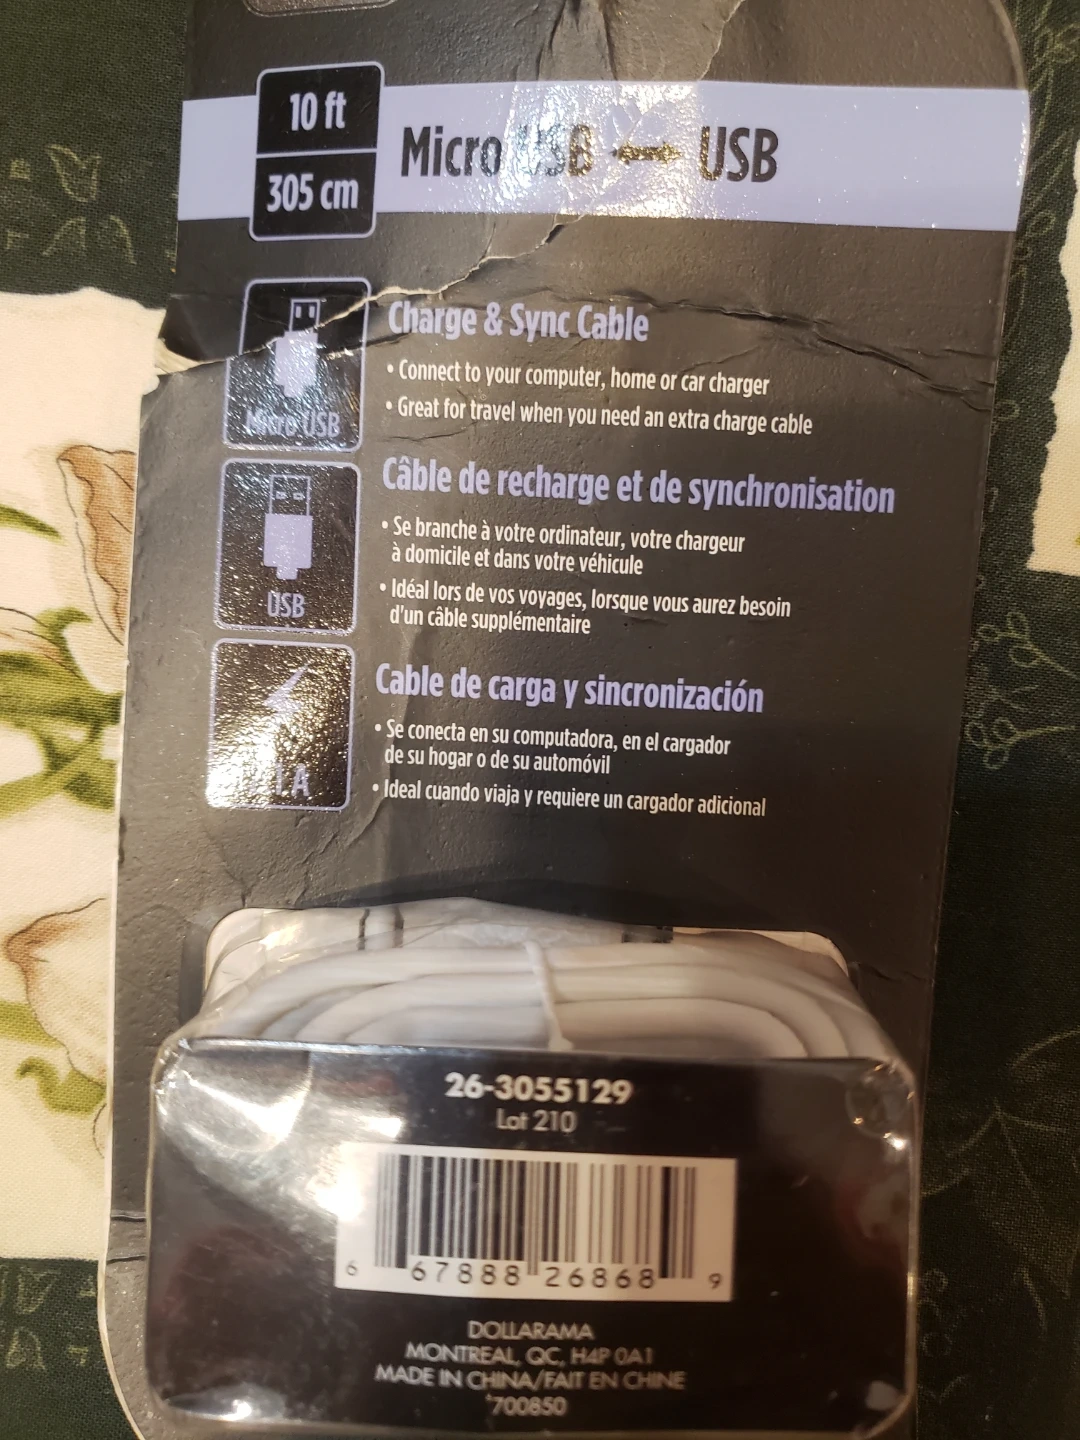 10 ft
305 cm
Micro USB USB
Charge & Sync Cable
• Connect to your computer, home or car charger
• Great for travel when you need an extra charge cable
Micro USB
Câble de recharge et de synchronisation
• Se branche à votre ordinateur, votre chargeur
à domicile et dans votre véhicule
• Idéal lors de vos voyages, lorsque vous aurez besoin
d'un câble supplémentaire
USB
Cable de carga y sincronización
• Se conecta en su computadora, en el cargador
de su hogar o de su automóvil
• Ideal cuando viaja y requiere un cargador adicional
26-3055129
Lot 210
6 67888 26868 9
DOLLARAMA
MONTREAL, QC, H4P 0A1
MADE IN CHINA/FAIT EN CHINE
*700850